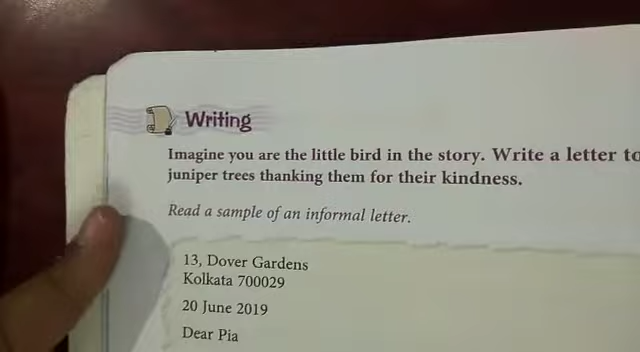 Writing
Imagine you are the little bird in the story. Write a letter to
juniper trees thanking them for their kindness.
Read a sample of an informal letter.
13, Dover Gardens
Kolkata 700029
20 June 2019
Dear Pia